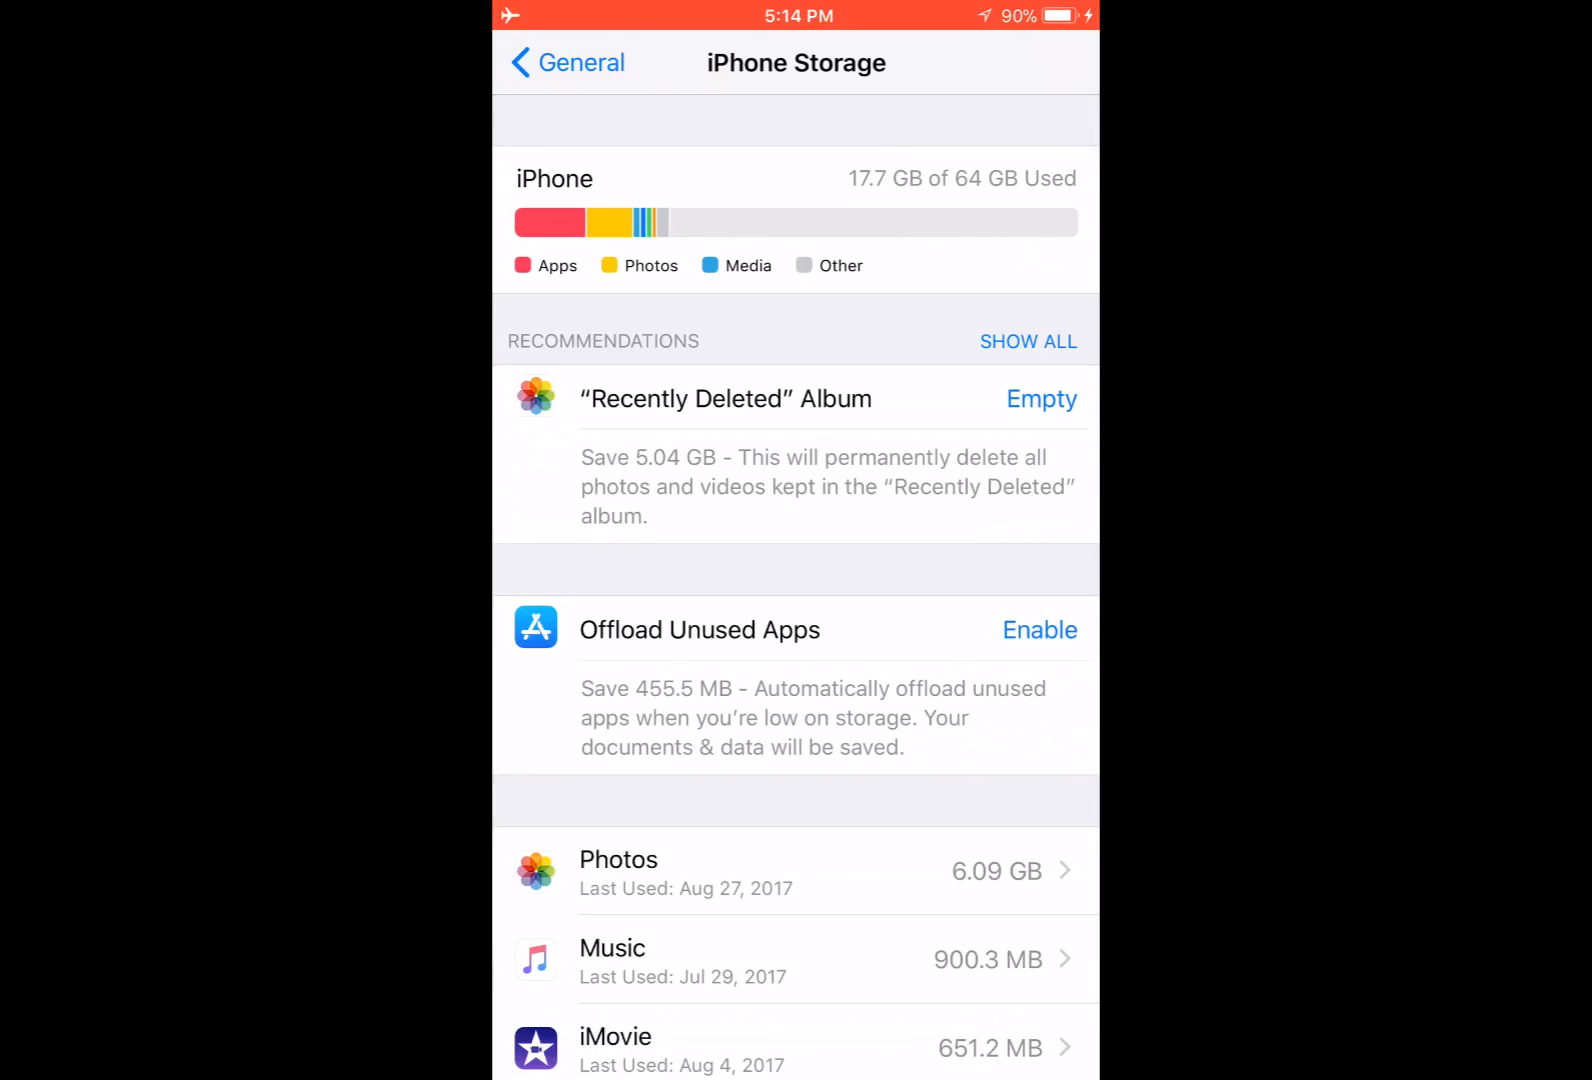 5:14 PM
90%
General
iPhone Storage
iPhone
17.7 GB of 64 GB Used
Apps
Photos
Media
Other
RECOMMENDATIONS
SHOW ALL
“Recently Deleted” Album
Empty
Save 5.04 GB - This will permanently delete all
photos and videos kept in the “Recently Deleted”
album.
Offload Unused Apps
Enable
Save 455.5 MB - Automatically offload unused
apps when you’re low on storage. Your
documents & data will be saved.
Photos
Last Used: Aug 27, 2017
6.09 GB
Music
Last Used: Jul 29, 2017
900.3 MB
iMovie
Last Used: Aug 4, 2017
651.2 MB